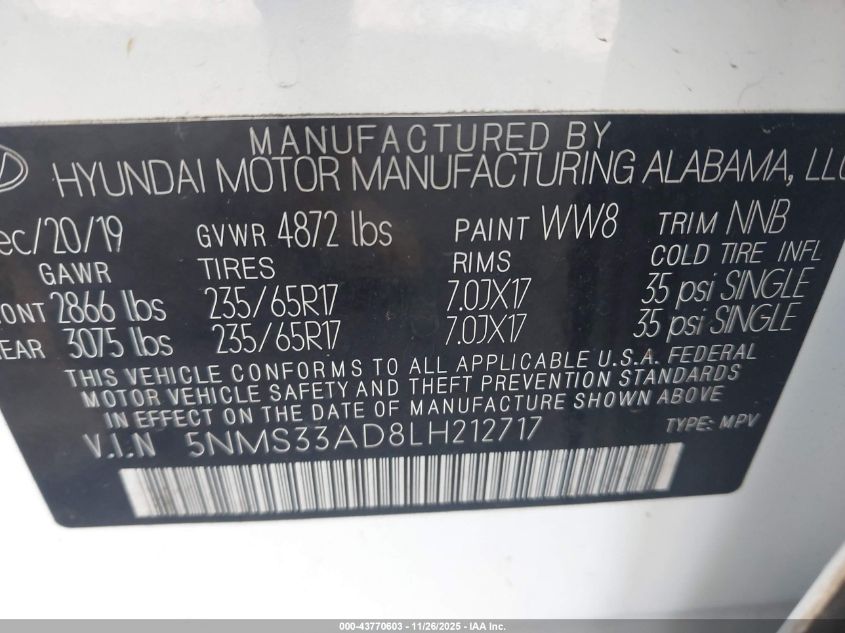 MANUFACTURED BY
HYUNDAI MOTOR MANUFACTURING ALABAMA, LLC
ec/20/19 GVWR 4872 lbs PAINT WW8 TRIM NNB
GAWR TIRES RIMS COLD TIRE INFL
ONT 2866 lbs 235/65R17 7.0JX17 35 psi SINGLE
EAR 3075 lbs 235/65R17 7.0JX17 35 psi SINGLE
THIS VEHICLE CONFORMS TO ALL APPLICABLE U.S.A. FEDERAL
MOTOR VEHICLE SAFETY AND THEFT PREVENTION STANDARDS
IN EFFECT ON THE DATE OF MANUFACTURE SHOWN ABOVE
V.I.N 5NMS33AD8LH212717 TYPE: MPV
000-43770603 - 11/26/2025 - IAA Inc.